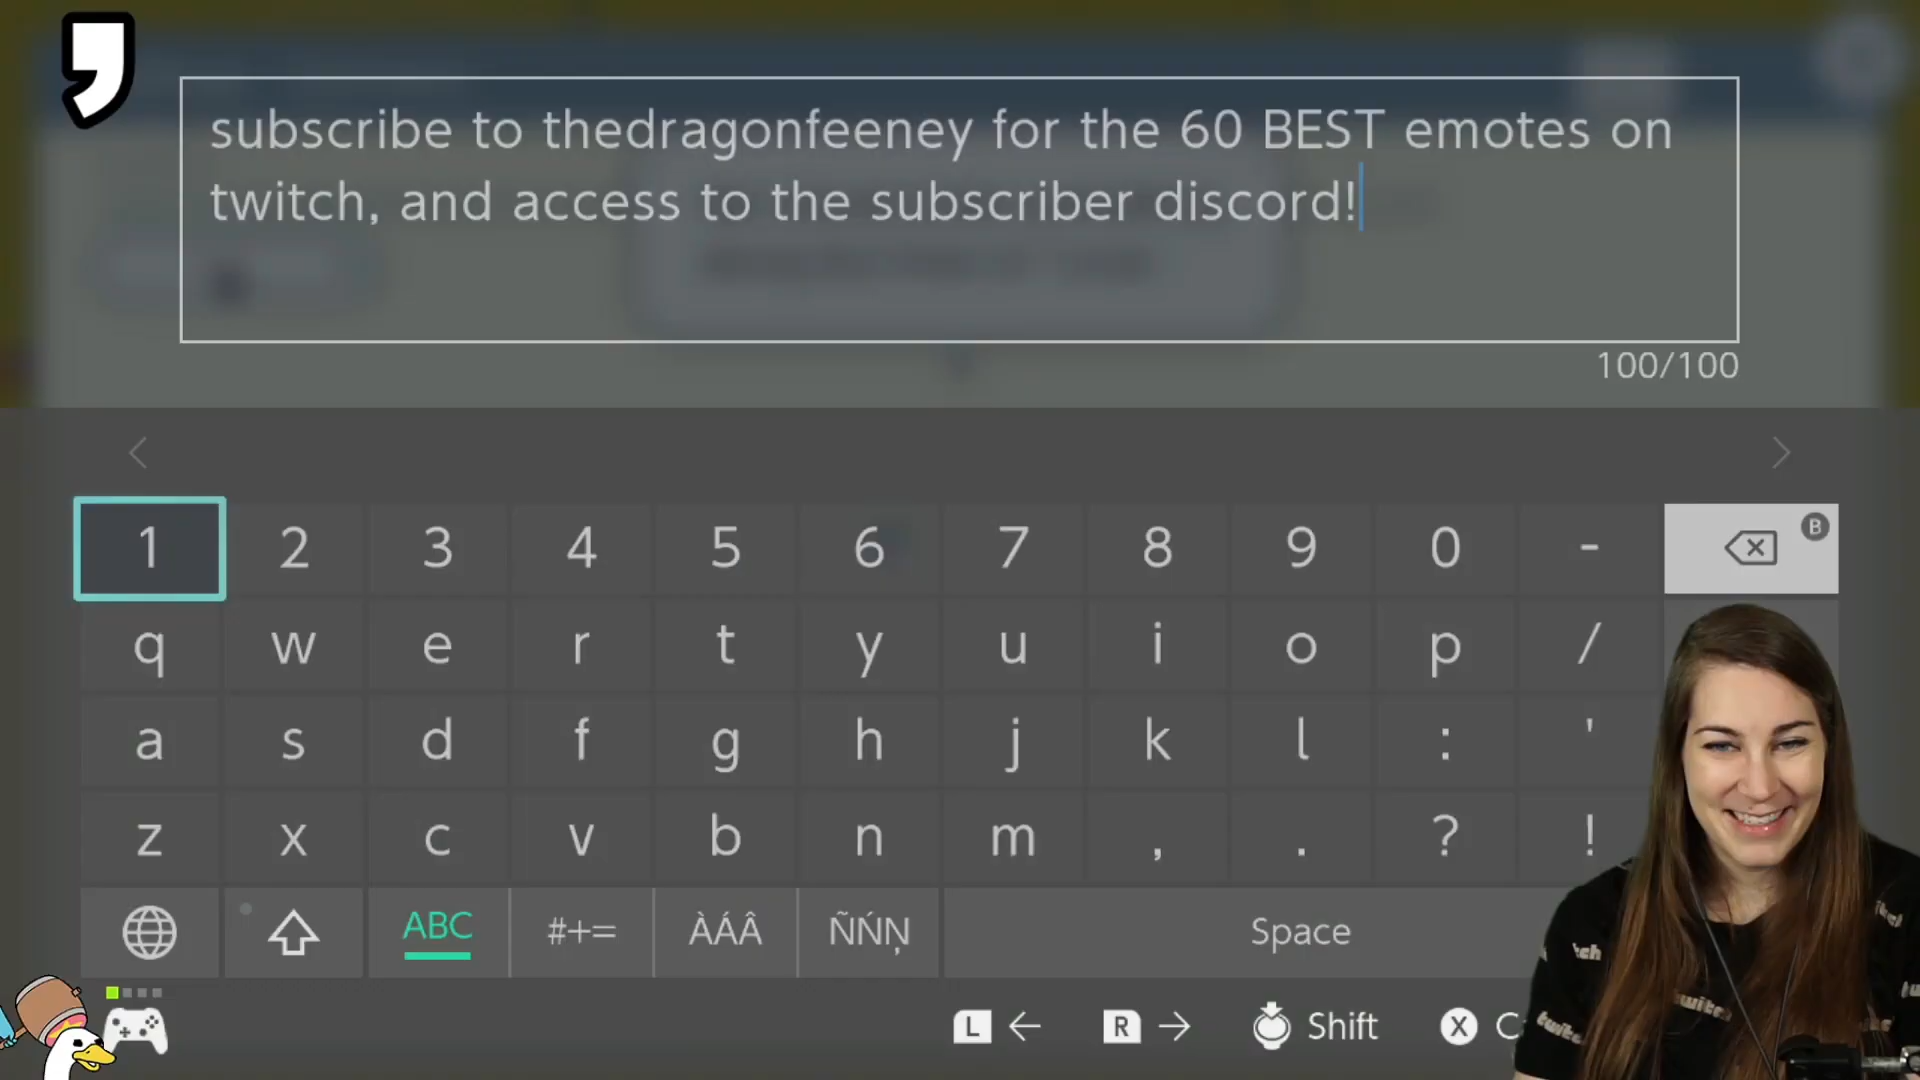 subscribe to thedragonfeeney for the 60 BEST emotes on
twitch, and access to the subscriber discord!
100/100
1 2 3 4 5 6 7 8 9 0 - B
q w e r t y u i o p /
a s d f g h j k l : '
z x c v b n m , . ? !
ABC #+= ÀÁÂ ÑŃŅ Space
L ← R → Shift X
twitch